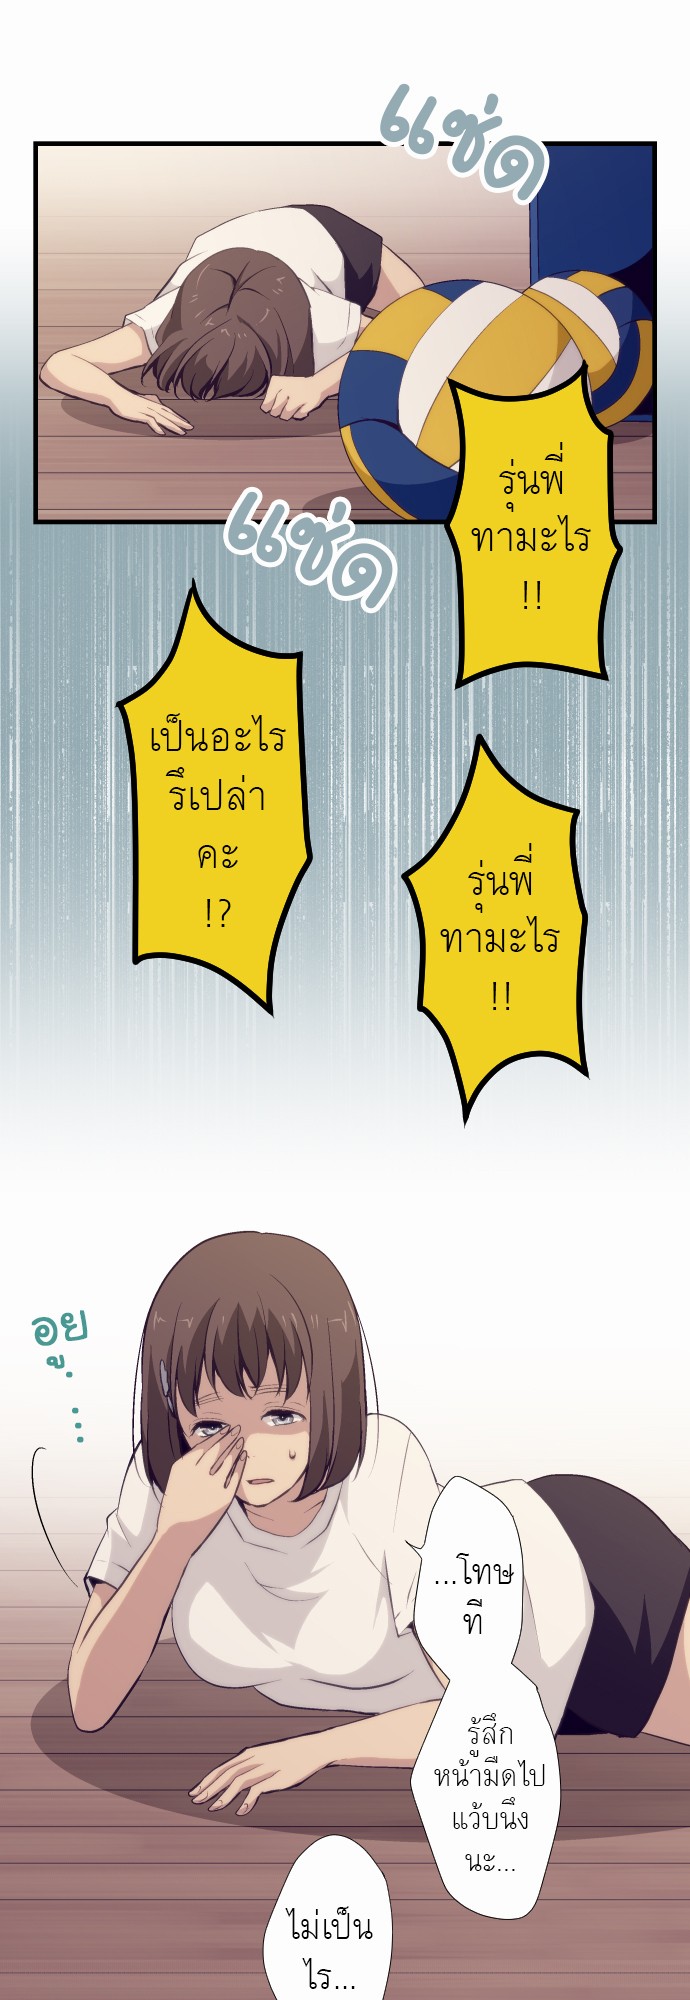 แซ่ด
แซ่ด
รุ่นพี่
ทามะไร
!!
เป็นอะไร
รึเปล่า
คะ
!?
รุ่นพี่
ทามะไร
!!
อูย...
...โทษ
ที
รู้สึก
หน้ามืดไป
แว้บนึง
นะ...
ไม่เป็น
ไร...